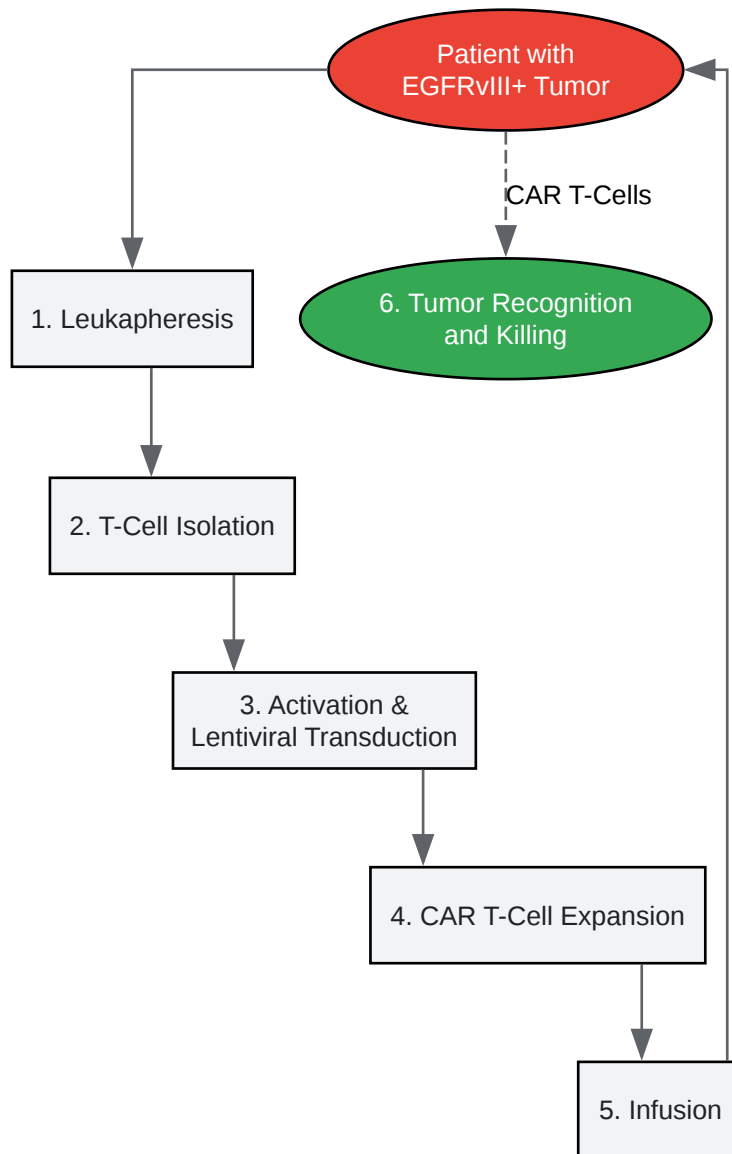 Patient with
EGFRvIII+ Tumor
CAR T-Cells
1. Leukapheresis
6. Tumor Recognition
and Killing
2. T-Cell Isolation
3. Activation &
Lentiviral Transduction
4. CAR T-Cell Expansion
5. Infusion